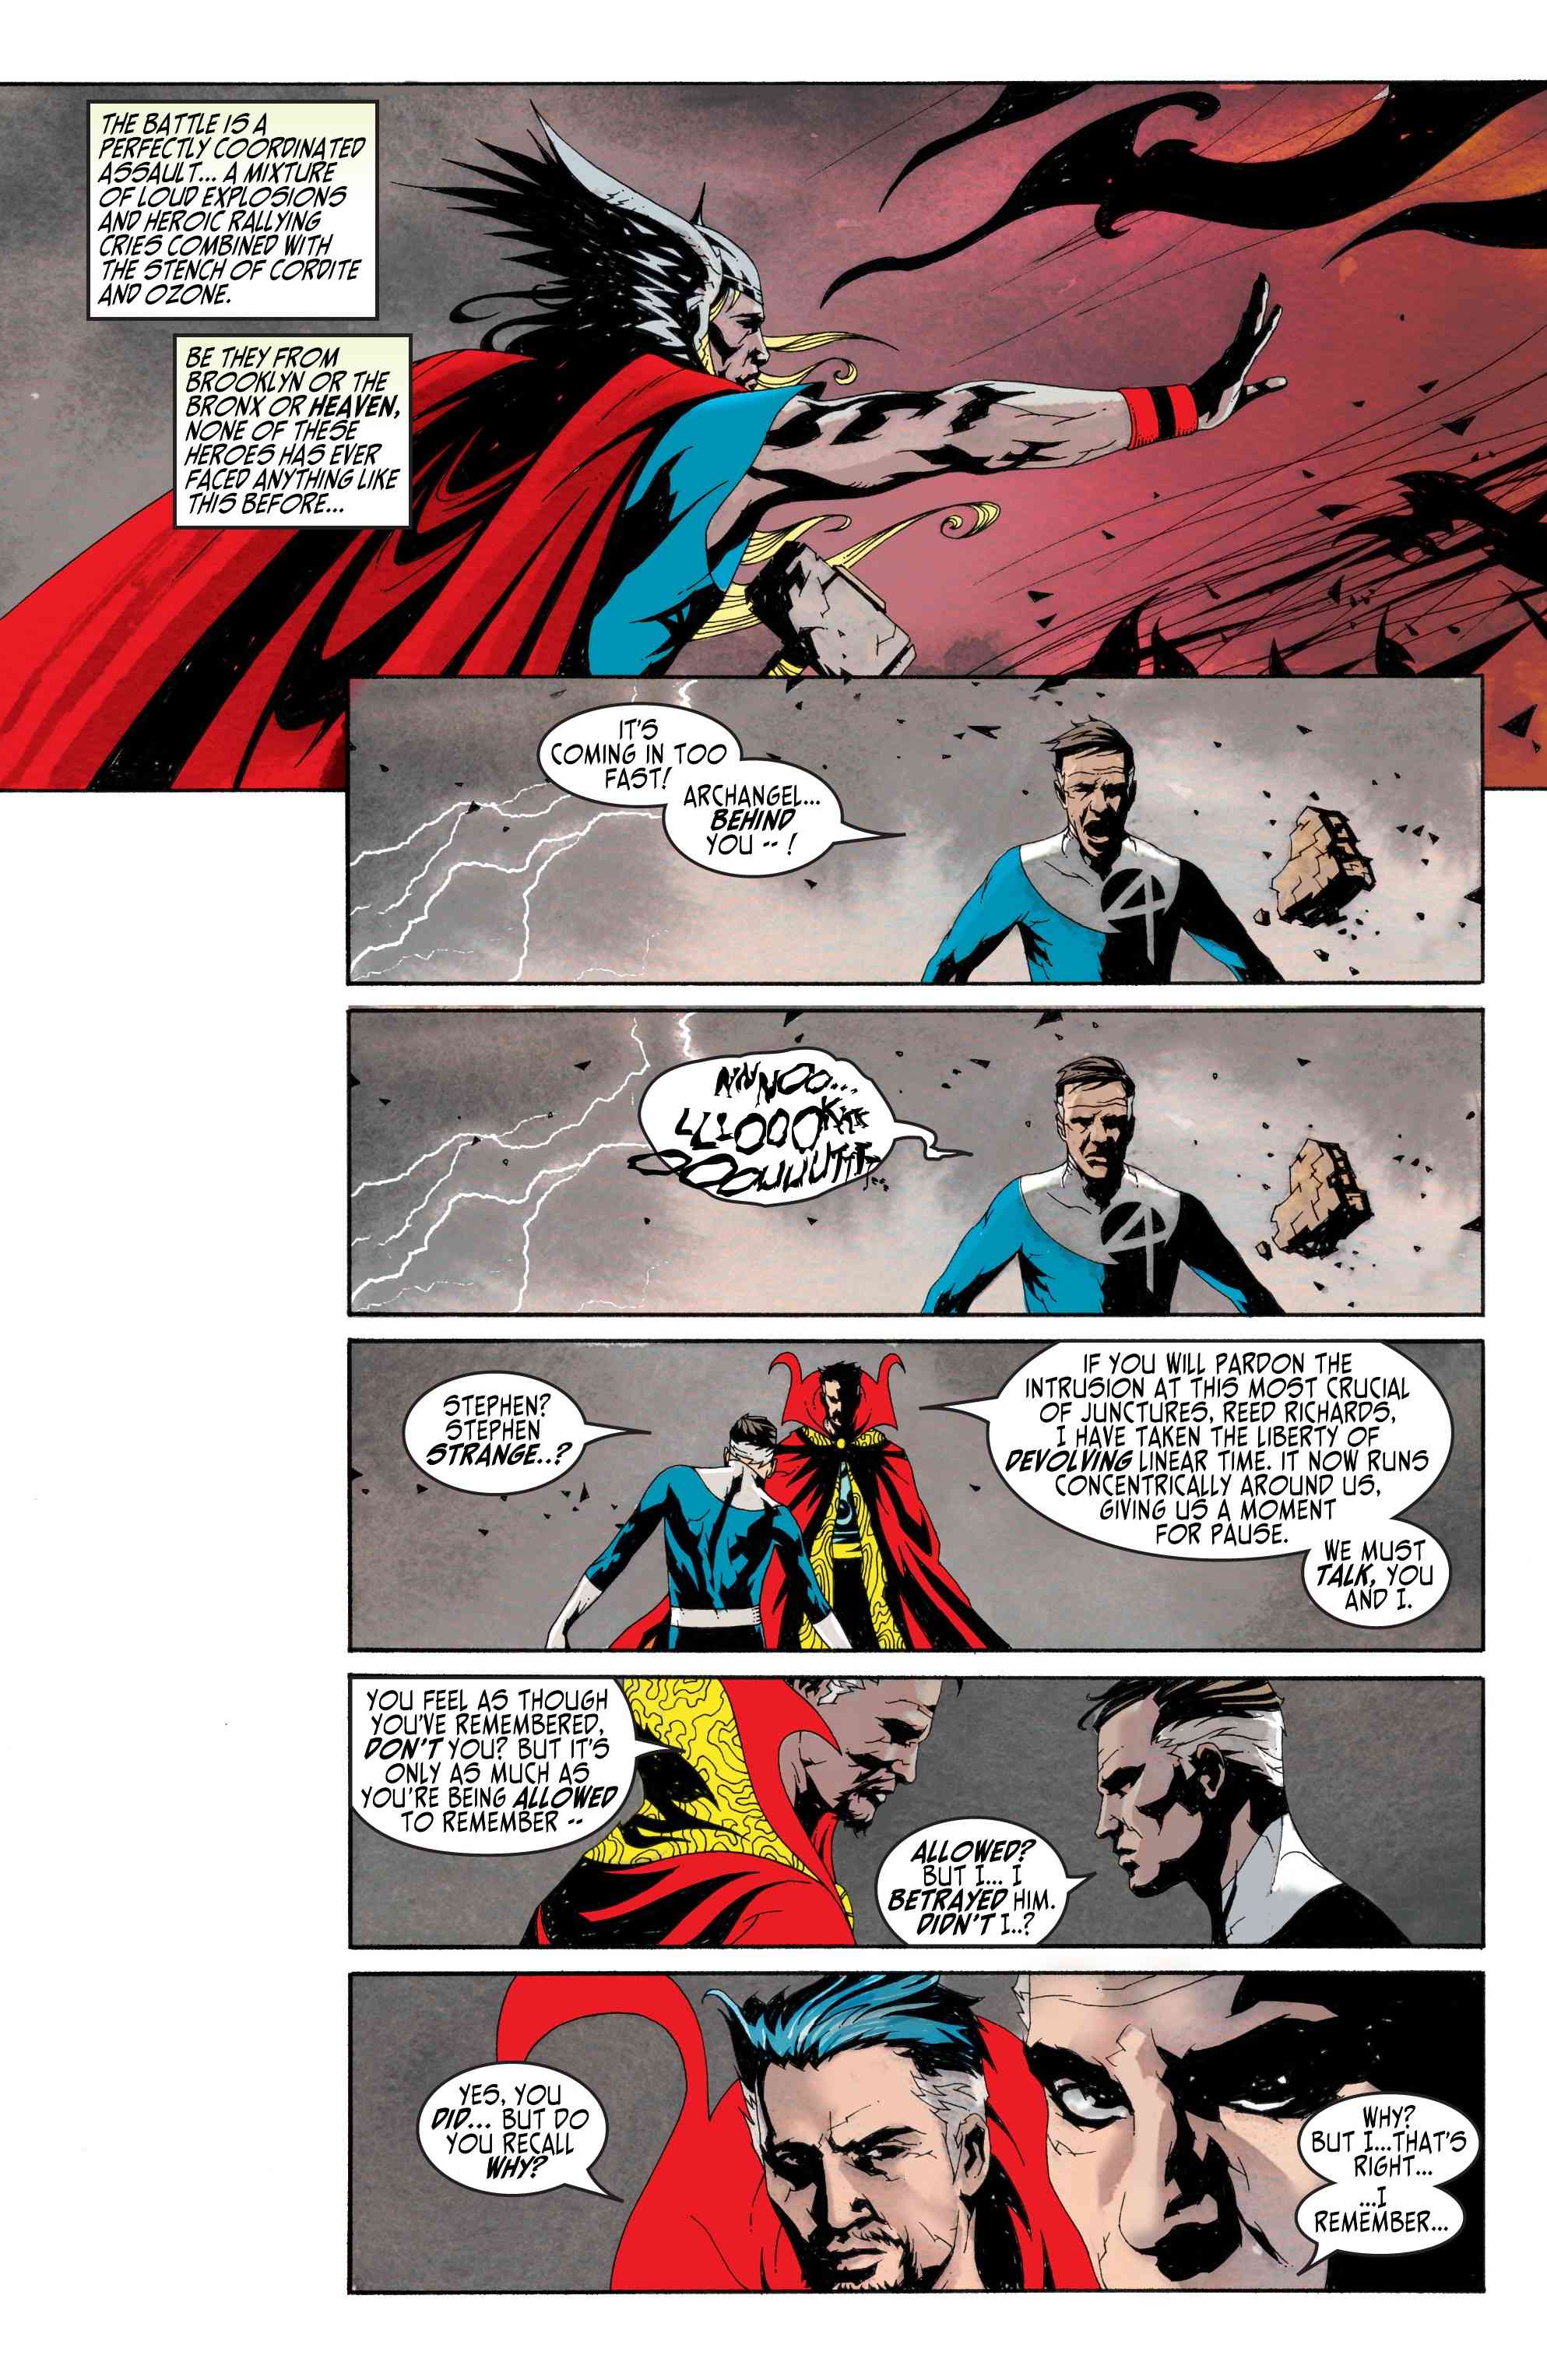 THE BATTLE IS A
PERFECTLY COORDINATED
ASSAULT... A MIXTURE
OF LOUD EXPLOSIONS
AND HEROIC RALLYING
CRIES COMBINED WITH
THE STENCH OF CORDITE
AND OZONE.
BE THEY FROM
BROOKLYN OR THE
BRONX OR HEAVEN,
NONE OF THESE
HEROES HAS EVER
FACED ANYTHING LIKE
THIS BEFORE...
IT'S
COMING IN TOO
FAST!
ARCHANGEL...
BEHIND
YOU -- !
4
NNNOO...
LLLOOOKKK
OOOUUUTTT
4
STEPHEN?
STEPHEN
STRANGE..?
IF YOU WILL PARDON THE
INTRUSION AT THIS MOST CRUCIAL
OF JUNCTURES, REED RICHARDS,
I HAVE TAKEN THE LIBERTY OF
DEVOLVING LINEAR TIME. IT NOW RUNS
CONCENTRICALLY AROUND US,
GIVING US A MOMENT
FOR PAUSE.
WE MUST
TALK, YOU
AND I.
YOU FEEL AS THOUGH
YOU'VE REMEMBERED,
DON'T YOU? BUT IT'S
ONLY AS MUCH AS
YOU'RE BEING ALLOWED
TO REMEMBER --
ALLOWED?
BUT I... I
BETRAYED HIM.
DIDN'T I..?
YES, YOU
DID... BUT DO
YOU RECALL
WHY?
WHY?
BUT I...THAT'S
RIGHT...
...I
REMEMBER...